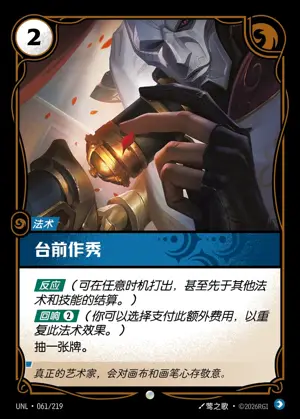 2
法术
台前作秀
反应（可在任意时机打出，甚至先于其他法
术和技能的结算。）
回响 2（你可以选择支付此额外费用，以重
复此法术效果。）
抽一张牌。
真正的艺术家，会对画布和画笔心存敬意。
UNL • 061/219
莺之歌 •©2026RGI